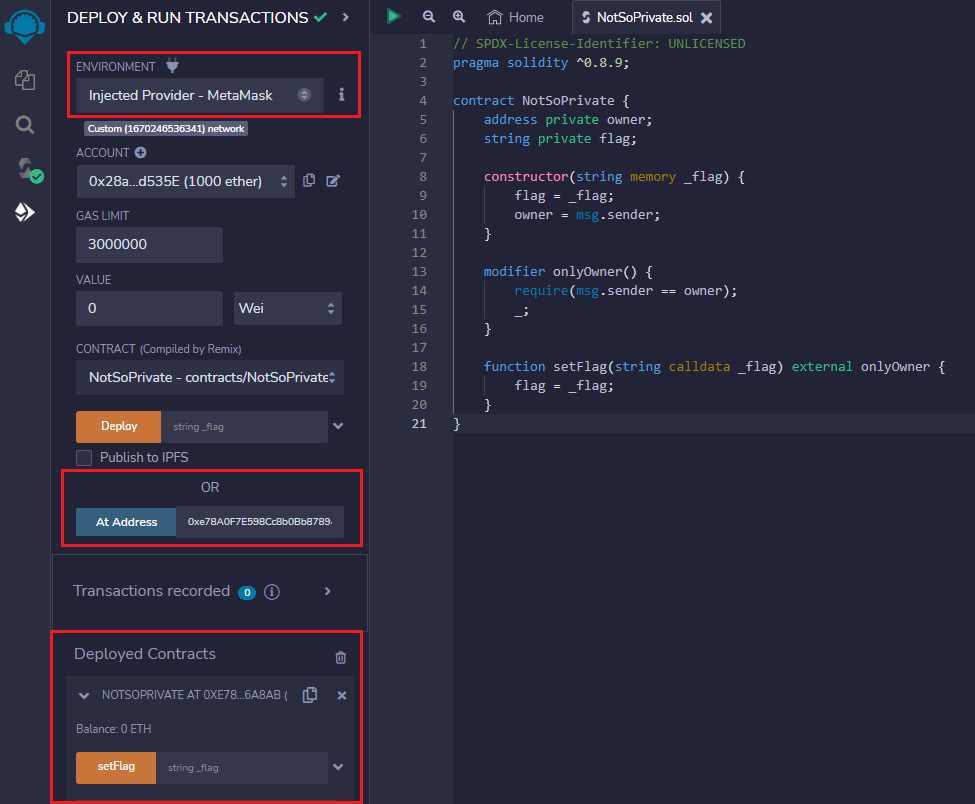 DEPLOY & RUN TRANSACTIONS
ENVIRONMENT
Injected Provider - MetaMask
Custom (1670246536341) network
ACCOUNT
0x28a...d535E (1000 ether)
GAS LIMIT
3000000
VALUE
0
Wei
CONTRACT (Compiled by Remix)
NotSoPrivate - contracts/NotSoPrivate
Deploy
string _flag
Publish to IPFS
OR
At Address
0xe78A0F7E598Cc8b0Bb8789
Transactions recorded 0 i
Deployed Contracts
NOTSOPRIVATE AT 0XE78...6A8AB (
Balance: 0 ETH
setFlag
string _flag
Home
NotSoPrivate.sol
1 // SPDX-License-Identifier: UNLICENSED
2 pragma solidity ^0.8.9;
3
4 contract NotSoPrivate {
5 address private owner;
6 string private flag;
7
8 constructor(string memory _flag) {
9 flag = _flag;
10 owner = msg.sender;
11 }
12
13 modifier onlyOwner() {
14 require(msg.sender == owner);
15 _;
16 }
17
18 function setFlag(string calldata _flag) external onlyOwner {
19 flag = _flag;
20 }
21 }